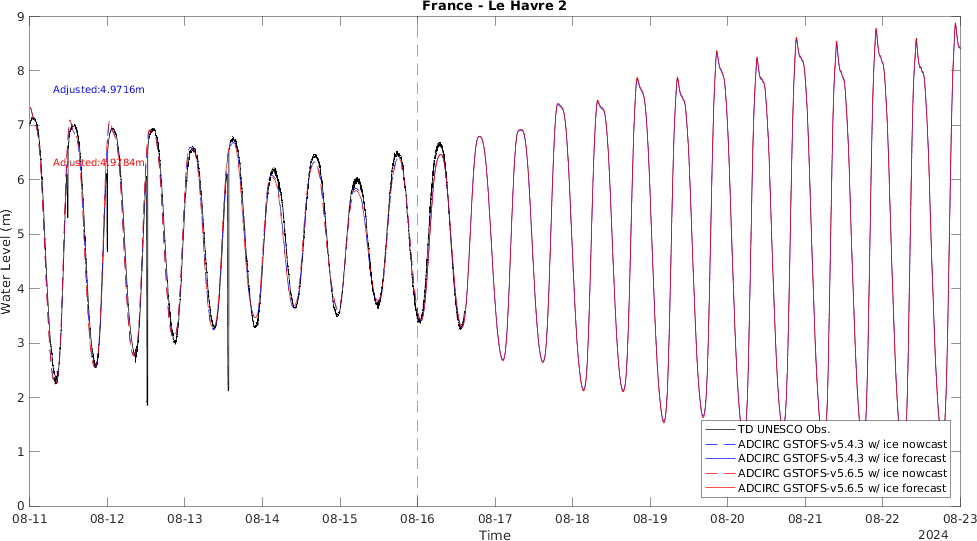 France - Le Havre 2
9
8
7
6
5
4
3
2
1
0
Water Level (m)
Adjusted:4.9716m
Adjusted:4.9784m
TD UNESCO Obs.
ADCIRC GSTOFS-v5.4.3 w/ ice nowcast
ADCIRC GSTOFS-v5.4.3 w/ ice forecast
ADCIRC GSTOFS-v5.6.5 w/ ice nowcast
ADCIRC GSTOFS-v5.6.5 w/ ice forecast
08-11 08-12 08-13 08-14 08-15 08-16 08-17 08-18 08-19 08-20 08-21 08-22 08-23
Time
2024